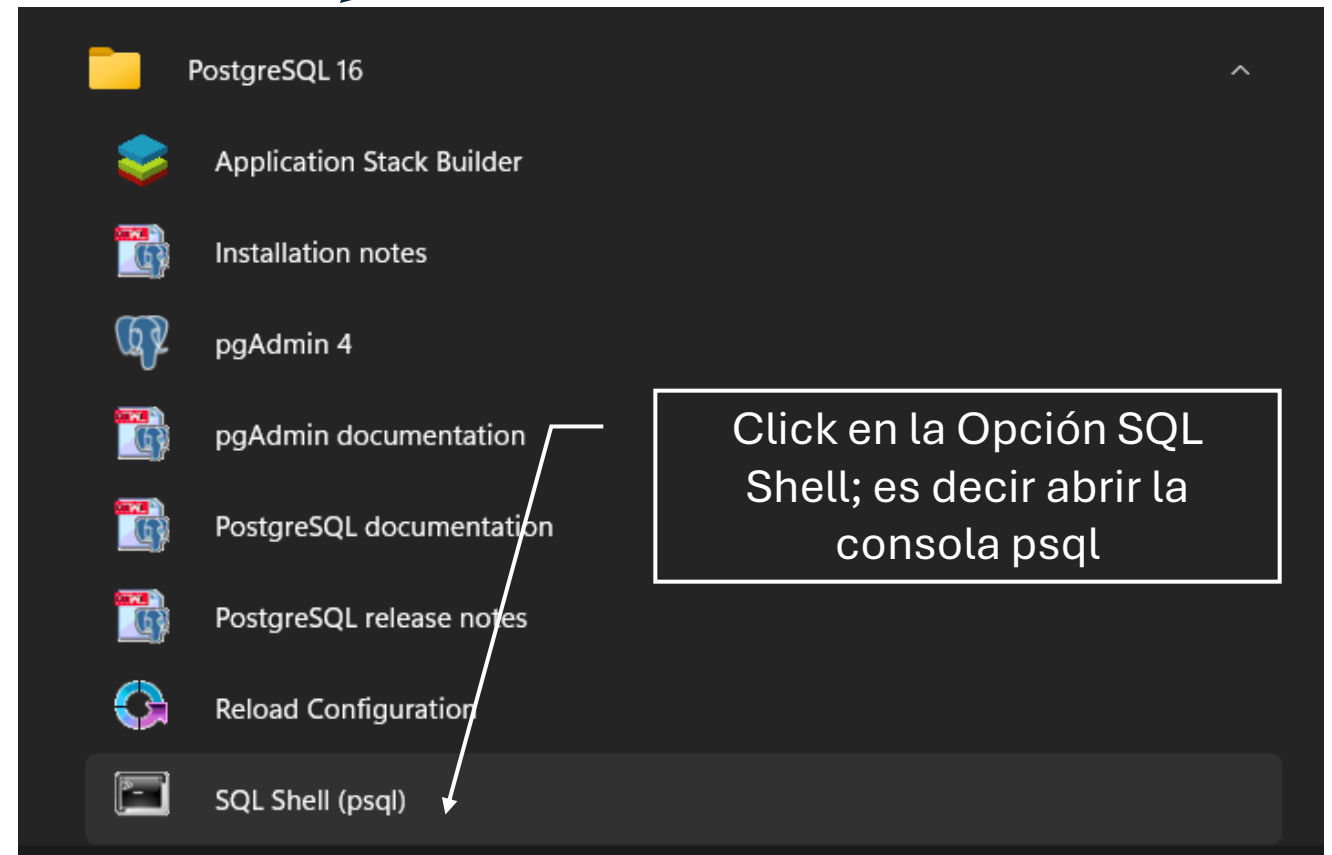 PostgreSQL 16
Application Stack Builder
Installation notes
pgAdmin 4
pgAdmin documentation
Click en la Opción SQL
Shell; es decir abrir la
consola psql
PostgreSQL documentation
PostgreSQL release notes
Reload Configuration
SQL Shell (psql)